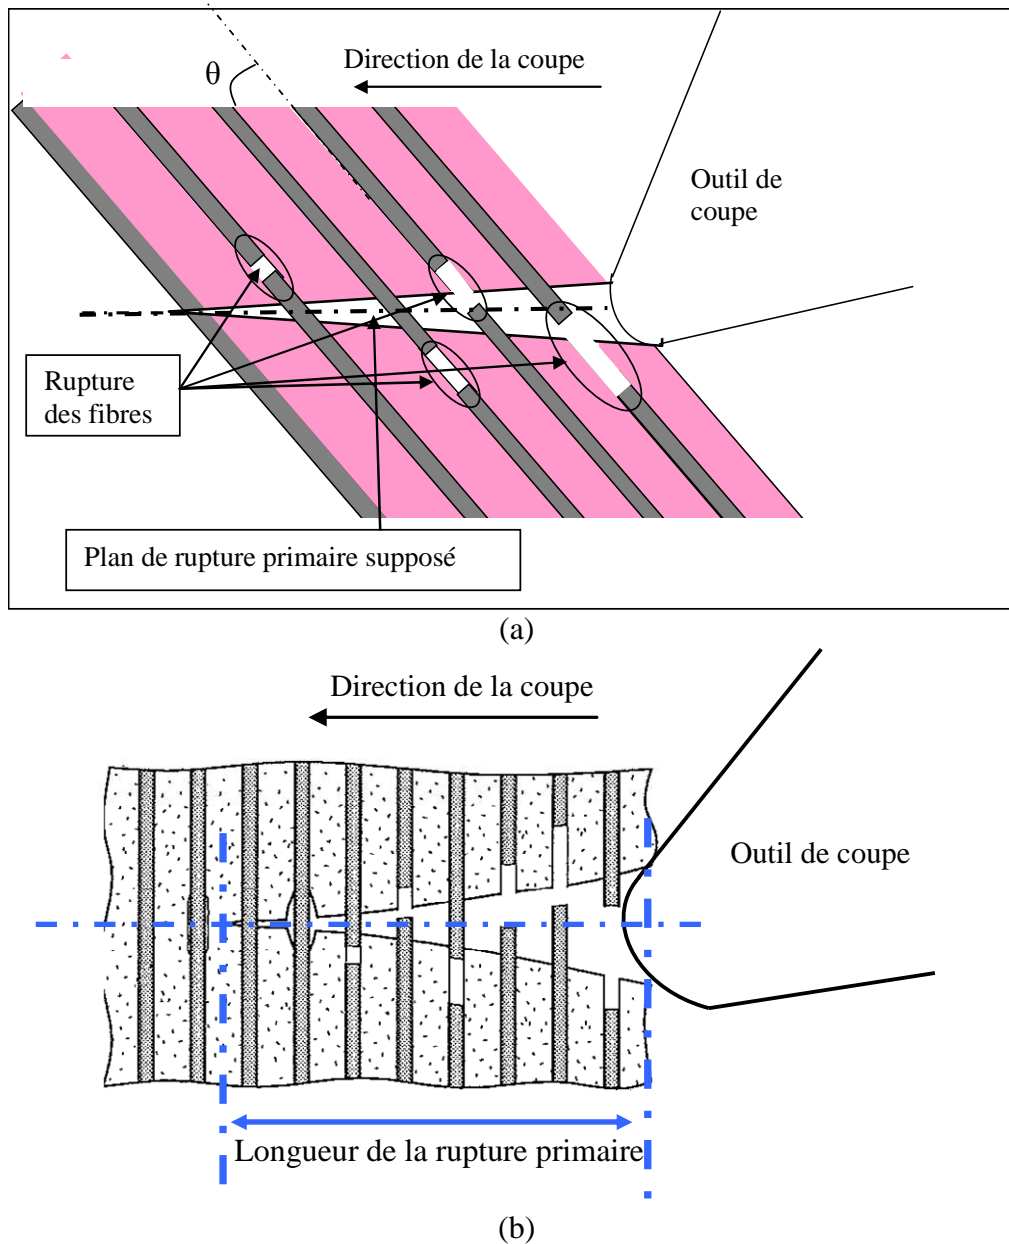 Direction de la coupe
θ
Outil de
coupe
Rupture
des fibres
Plan de rupture primaire supposé
(a)
Direction de la coupe
Outil de coupe
Longueur de la rupture primaire
(b)